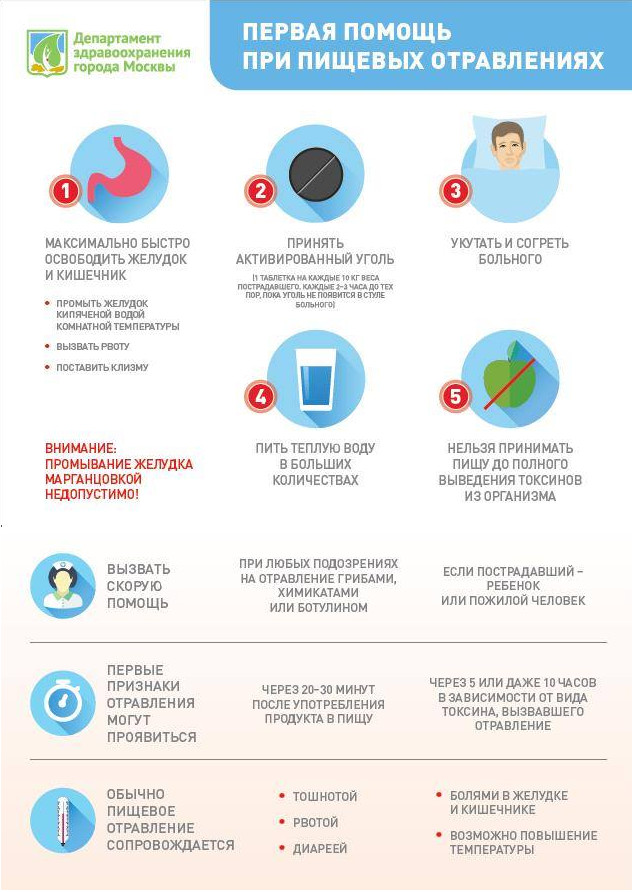 Департамент
здравоохранения
города Москвы
ПЕРВАЯ ПОМОЩЬ
ПРИ ПИЩЕВЫХ ОТРАВЛЕНИЯХ
1
МАКСИМАЛЬНО БЫСТРО
ОСВОБОДИТЬ ЖЕЛУДОК
И КИШЕЧНИК
• ПРОМЫТЬ ЖЕЛУДОК
КИПЯЧЕНОЙ ВОДОЙ
КОМНАТНОЙ ТЕМПЕРАТУРЫ
• ВЫЗВАТЬ РВОТУ
• ПОСТАВИТЬ КЛИЗМУ
ВНИМАНИЕ:
ПРОМЫВАНИЕ ЖЕЛУДКА
МАРГАНЦОВКОЙ
НЕДОПУСТИМО!
2
ПРИНЯТЬ
АКТИВИРОВАННЫЙ УГОЛЬ
(1 ТАБЛЕТКА НА КАЖДЫЕ 10 КГ ВЕСА
ПОСТРАДАВШЕГО. КАЖДЫЕ 2–3 ЧАСА ДО ТЕХ
ПОР, ПОКА УГОЛЬ НЕ ПОЯВИТСЯ В СТУЛЕ
БОЛЬНОГО)
3
УКУТАТЬ И СОГРЕТЬ
БОЛЬНОГО
4
ПИТЬ ТЕПЛУЮ ВОДУ
В БОЛЬШИХ
КОЛИЧЕСТВАХ
5
НЕЛЬЗЯ ПРИНИМАТЬ
ПИЩУ ДО ПОЛНОГО
ВЫВЕДЕНИЯ ТОКСИНОВ
ИЗ ОРГАНИЗМА
ВЫЗВАТЬ
СКОРУЮ
ПОМОЩЬ
ПРИ ЛЮБЫХ ПОДОЗРЕНИЯХ
НА ОТРАВЛЕНИЕ ГРИБАМИ,
ХИМИКАТАМИ
ИЛИ БОТУЛИНОМ
ЕСЛИ ПОСТРАДАВШИЙ –
РЕБЕНОК
ИЛИ ПОЖИЛОЙ ЧЕЛОВЕК
ПЕРВЫЕ
ПРИЗНАКИ
ОТРАВЛЕНИЯ
МОГУТ
ПРОЯВИТЬСЯ
ЧЕРЕЗ 20–30 МИНУТ
ПОСЛЕ УПОТРЕБЛЕНИЯ
ПРОДУКТА В ПИЩУ
ЧЕРЕЗ 5 ИЛИ ДАЖЕ 10 ЧАСОВ
В ЗАВИСИМОСТИ ОТ ВИДА
ТОКСИНА, ВЫЗВАВШЕГО
ОТРАВЛЕНИЕ
ОБЫЧНО
ПИЩЕВОЕ
ОТРАВЛЕНИЕ
СОПРОВОЖДАЕТСЯ
• ТОШНОТОЙ
• РВОТОЙ
• ДИАРЕЕЙ
• БОЛЯМИ В ЖЕЛУДКЕ
И КИШЕЧНИКЕ
• ВОЗМОЖНО ПОВЫШЕНИЕ
ТЕМПЕРАТУРЫ